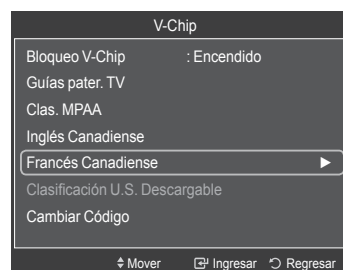 V-Chip
Bloqueo V-Chip : Encendido
Guías pater. TV
Clas. MPAA
Inglés Canadiense
Francés Canadiense ►
Clasificación U.S. Descargable
Cambiar Código
Mover Ingresar Regresar